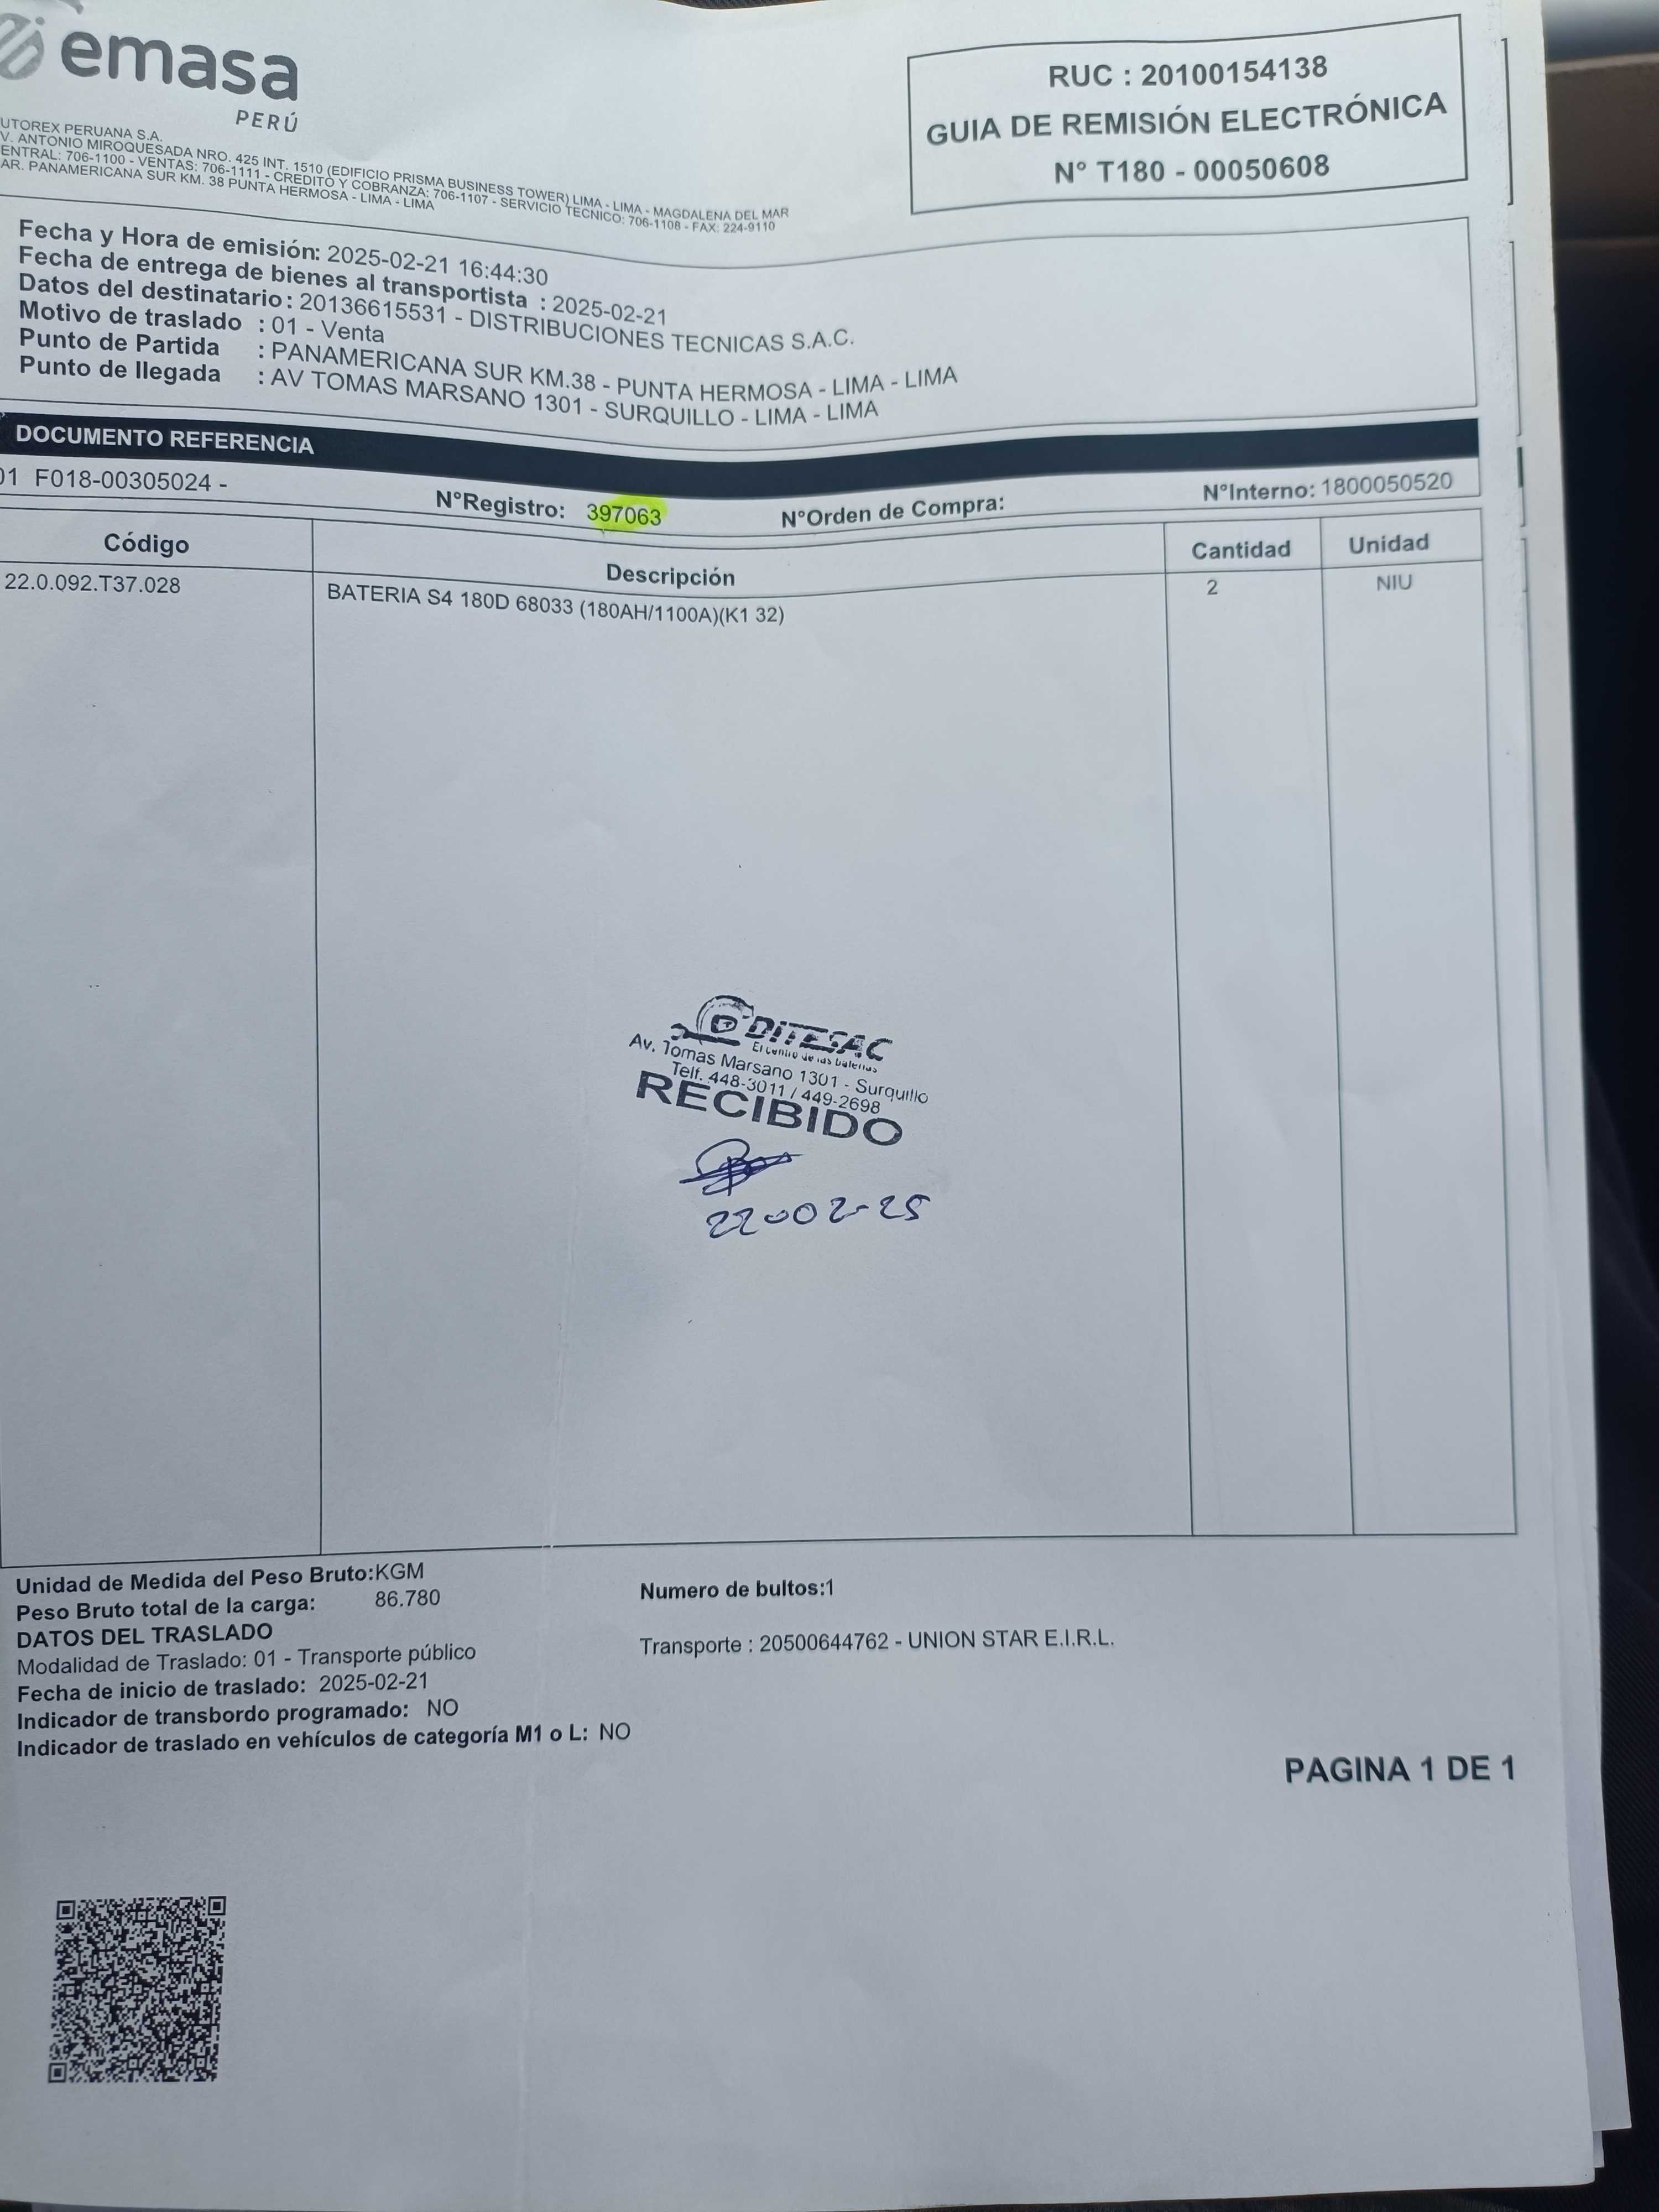 emasa
PERÚ
RUC : 20100154138
GUIA DE REMISIÓN ELECTRÓNICA
N° T180 - 00050608
UTOREX PERUANA S.A.
V. ANTONIO MIROQUESADA NRO. 425 INT. 1510 (EDIFICIO PRISMA BUSINESS TOWER) LIMA - LIMA - MAGDALENA DEL MAR
ENTRAL: 706-1100 - VENTAS: 706-1111 - CREDITO Y COBRANZA: 706-1107 - SERVICIO TECNICO: 706-1108 - FAX: 224-9110
AR. PANAMERICANA SUR KM. 38 PUNTA HERMOSA - LIMA - LIMA
Fecha y Hora de emisión: 2025-02-21 16:44:30
Fecha de entrega de bienes al transportista : 2025-02-21
Datos del destinatario : 20136615531 - DISTRIBUCIONES TECNICAS S.A.C.
Motivo de traslado : 01 - Venta
Punto de Partida : PANAMERICANA SUR KM.38 - PUNTA HERMOSA - LIMA - LIMA
Punto de llegada : AV TOMAS MARSANO 1301 - SURQUILLO - LIMA - LIMA
DOCUMENTO REFERENCIA
01 F018-00305024 - N°Registro: 397063 N°Orden de Compra: N°Interno: 1800050520
Código Descripción Cantidad Unidad
22.0.092.T37.028 BATERIA S4 180D 68033 (180AH/1100A)(K1 32) 2 NIU
DITESAC
El centro de las baterias
Av. Tomas Marsano 1301 - Surquillo
Telf. 448-3011 / 449-2698
RECIBIDO
22-02-25
Unidad de Medida del Peso Bruto:KGM
Peso Bruto total de la carga: 86.780
Numero de bultos:1
DATOS DEL TRASLADO
Modalidad de Traslado: 01 - Transporte público
Transporte : 20500644762 - UNION STAR E.I.R.L.
Fecha de inicio de traslado: 2025-02-21
Indicador de transbordo programado: NO
Indicador de traslado en vehículos de categoría M1 o L: NO
PAGINA 1 DE 1